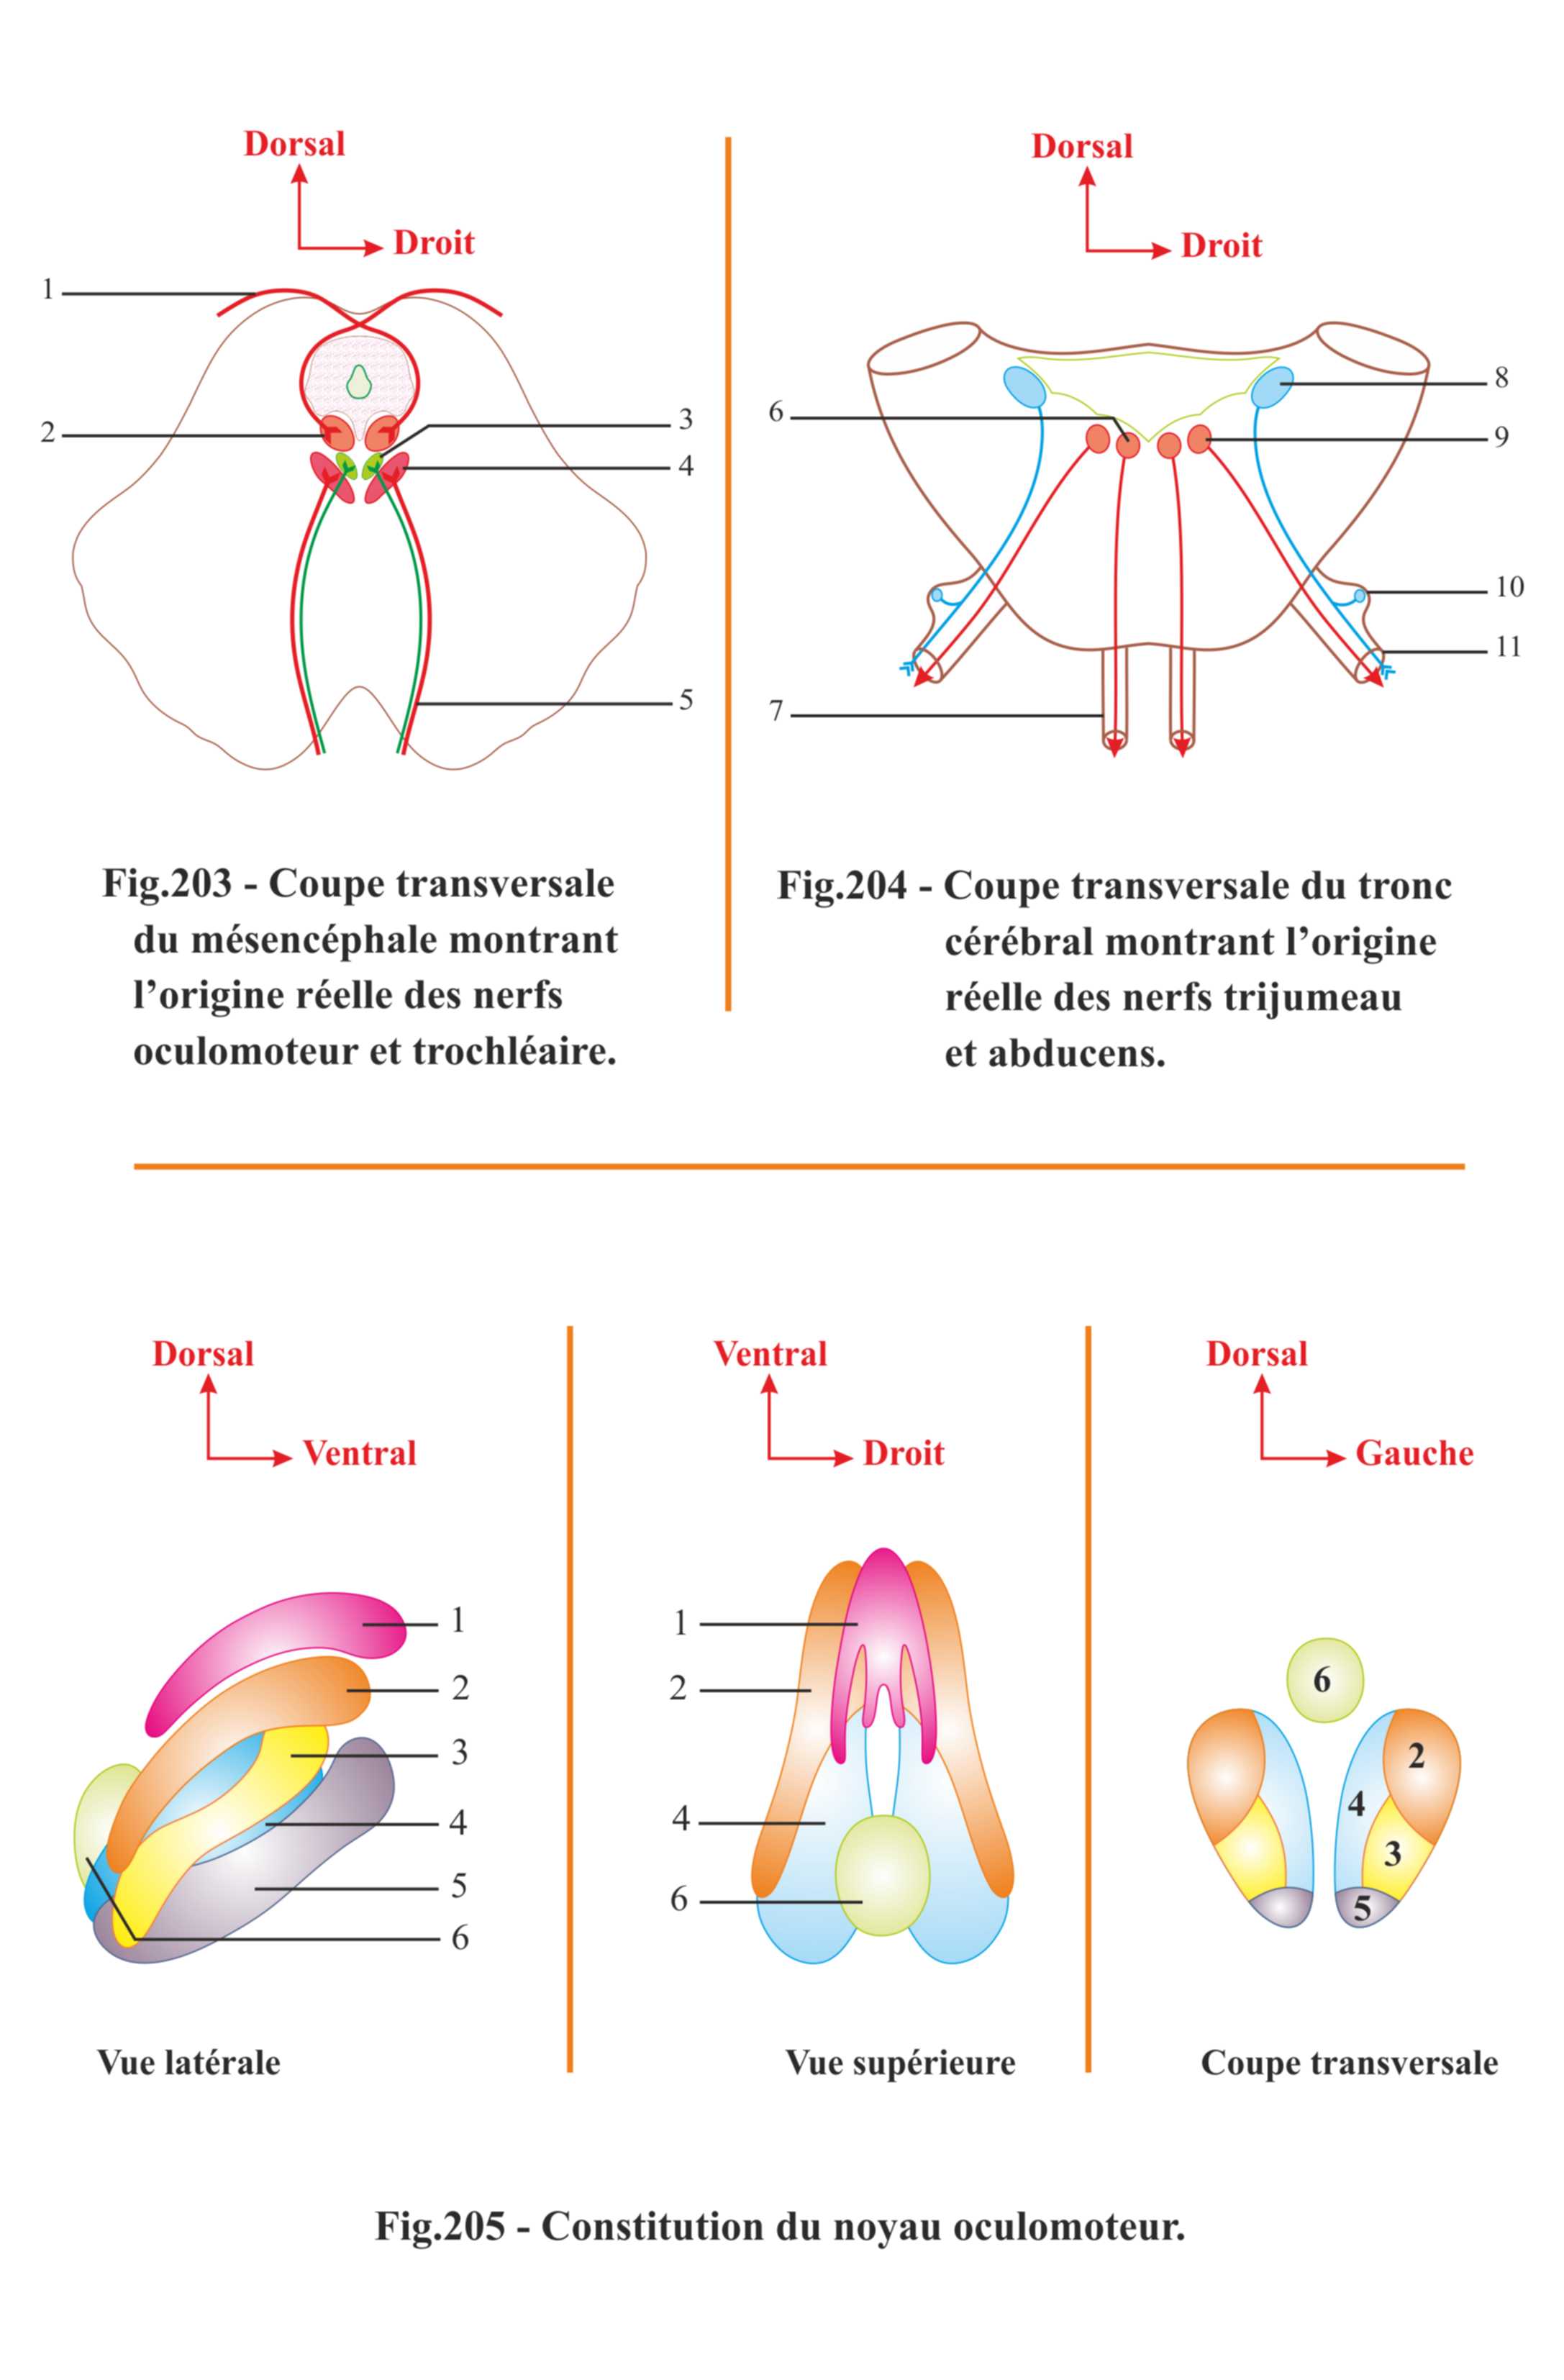 Dorsal
Droit
1
2
3
4
5
Fig.203 - Coupe transversale
du mésencéphale montrant
l’origine réelle des nerfs
oculomoteur et trochléaire.
Dorsal
Droit
6
7
8
9
10
11
Fig.204 - Coupe transversale du tronc
cérébral montrant l’origine
réelle des nerfs trijumeau
et abducens.
Dorsal
Ventral
1
2
3
4
5
6
Vue latérale
Ventral
Droit
1
2
4
6
Vue supérieure
Dorsal
Gauche
6
2
4
3
5
Coupe transversale
Fig.205 - Constitution du noyau oculomoteur.